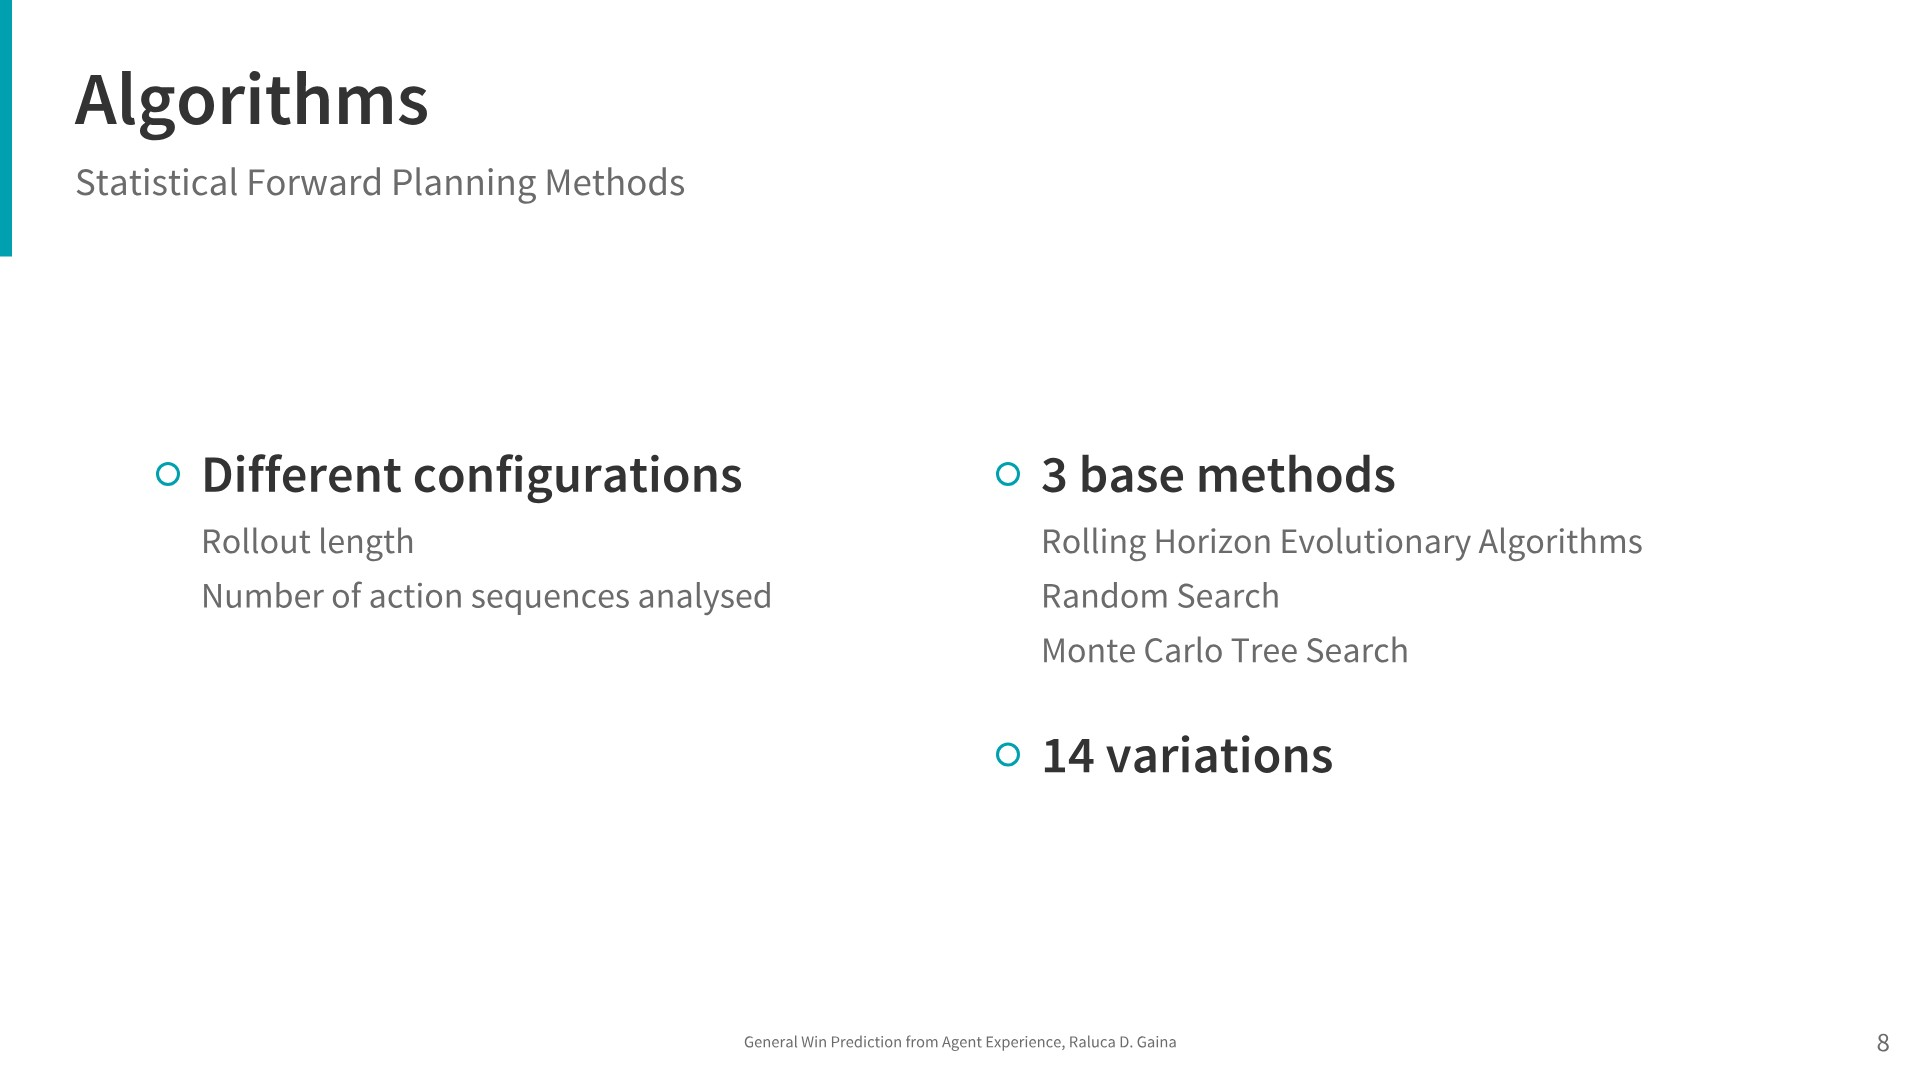 Algorithms
Statistical Forward Planning Methods
Different configurations
Rollout length
Number of action sequences analysed
3 base methods
Rolling Horizon Evolutionary Algorithms
Random Search
Monte Carlo Tree Search
14 variations
General Win Prediction from Agent Experience, Raluca D. Gaina
8